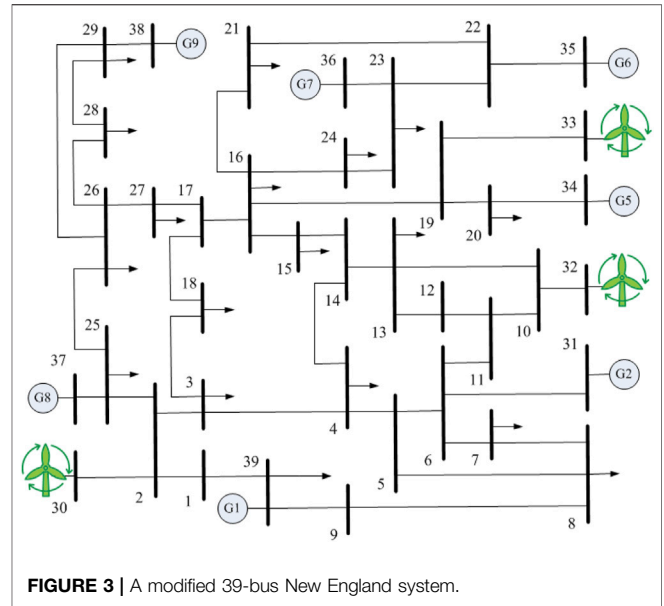 29 38 G9 21 22
36 23 35 G6
G7
28 24 33
16
26 27 17 34 G5
19
20
15
18 14 12 32
13 10
25
37 3 31
11 G2
G8 4
6 7
39 5
30 2 1 G1 9 8
FIGURE 3 | A modified 39-bus New England system.